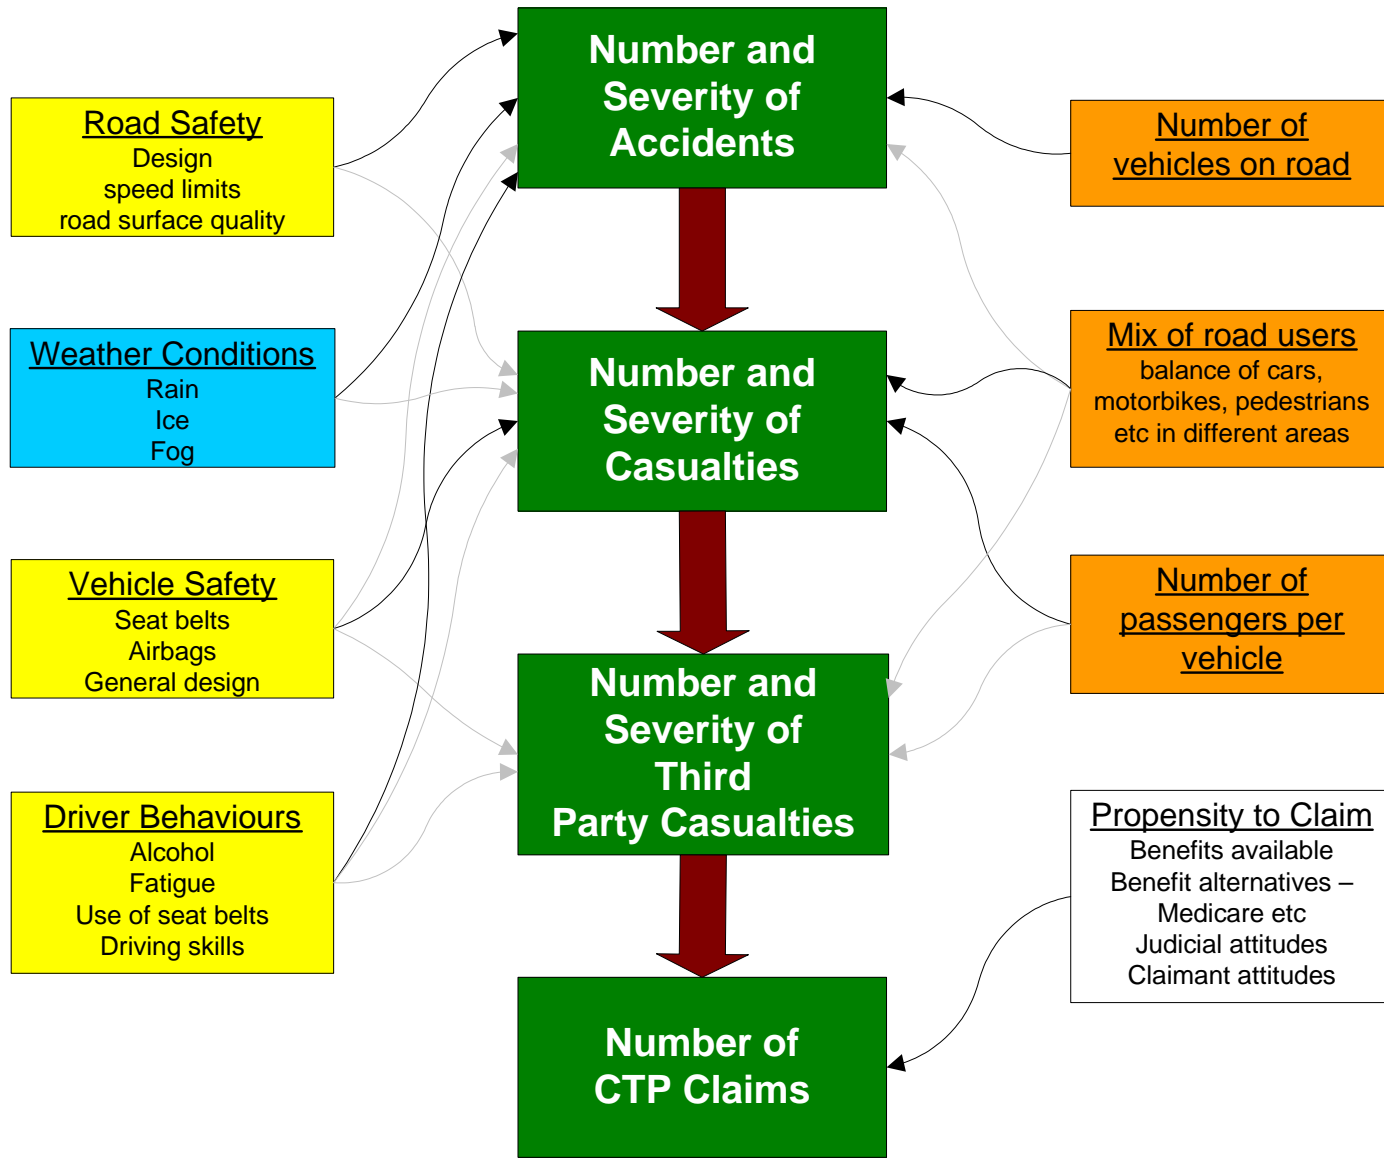 Number and
Severity of
Accidents
Road Safety
Design
speed limits
road surface quality
Number of
vehicles on road
Weather Conditions
Rain
Ice
Fog
Number and
Severity of
Casualties
Mix of road users
balance of cars,
motorbikes, pedestrians
etc in different areas
Vehicle Safety
Seat belts
Airbags
General design
Number of
passengers per
vehicle
Number and
Severity of
Third
Party Casualties
Driver Behaviours
Alcohol
Fatigue
Use of seat belts
Driving skills
Propensity to Claim
Benefits available
Benefit alternatives –
Medicare etc
Judicial attitudes
Claimant attitudes
Number of
CTP Claims